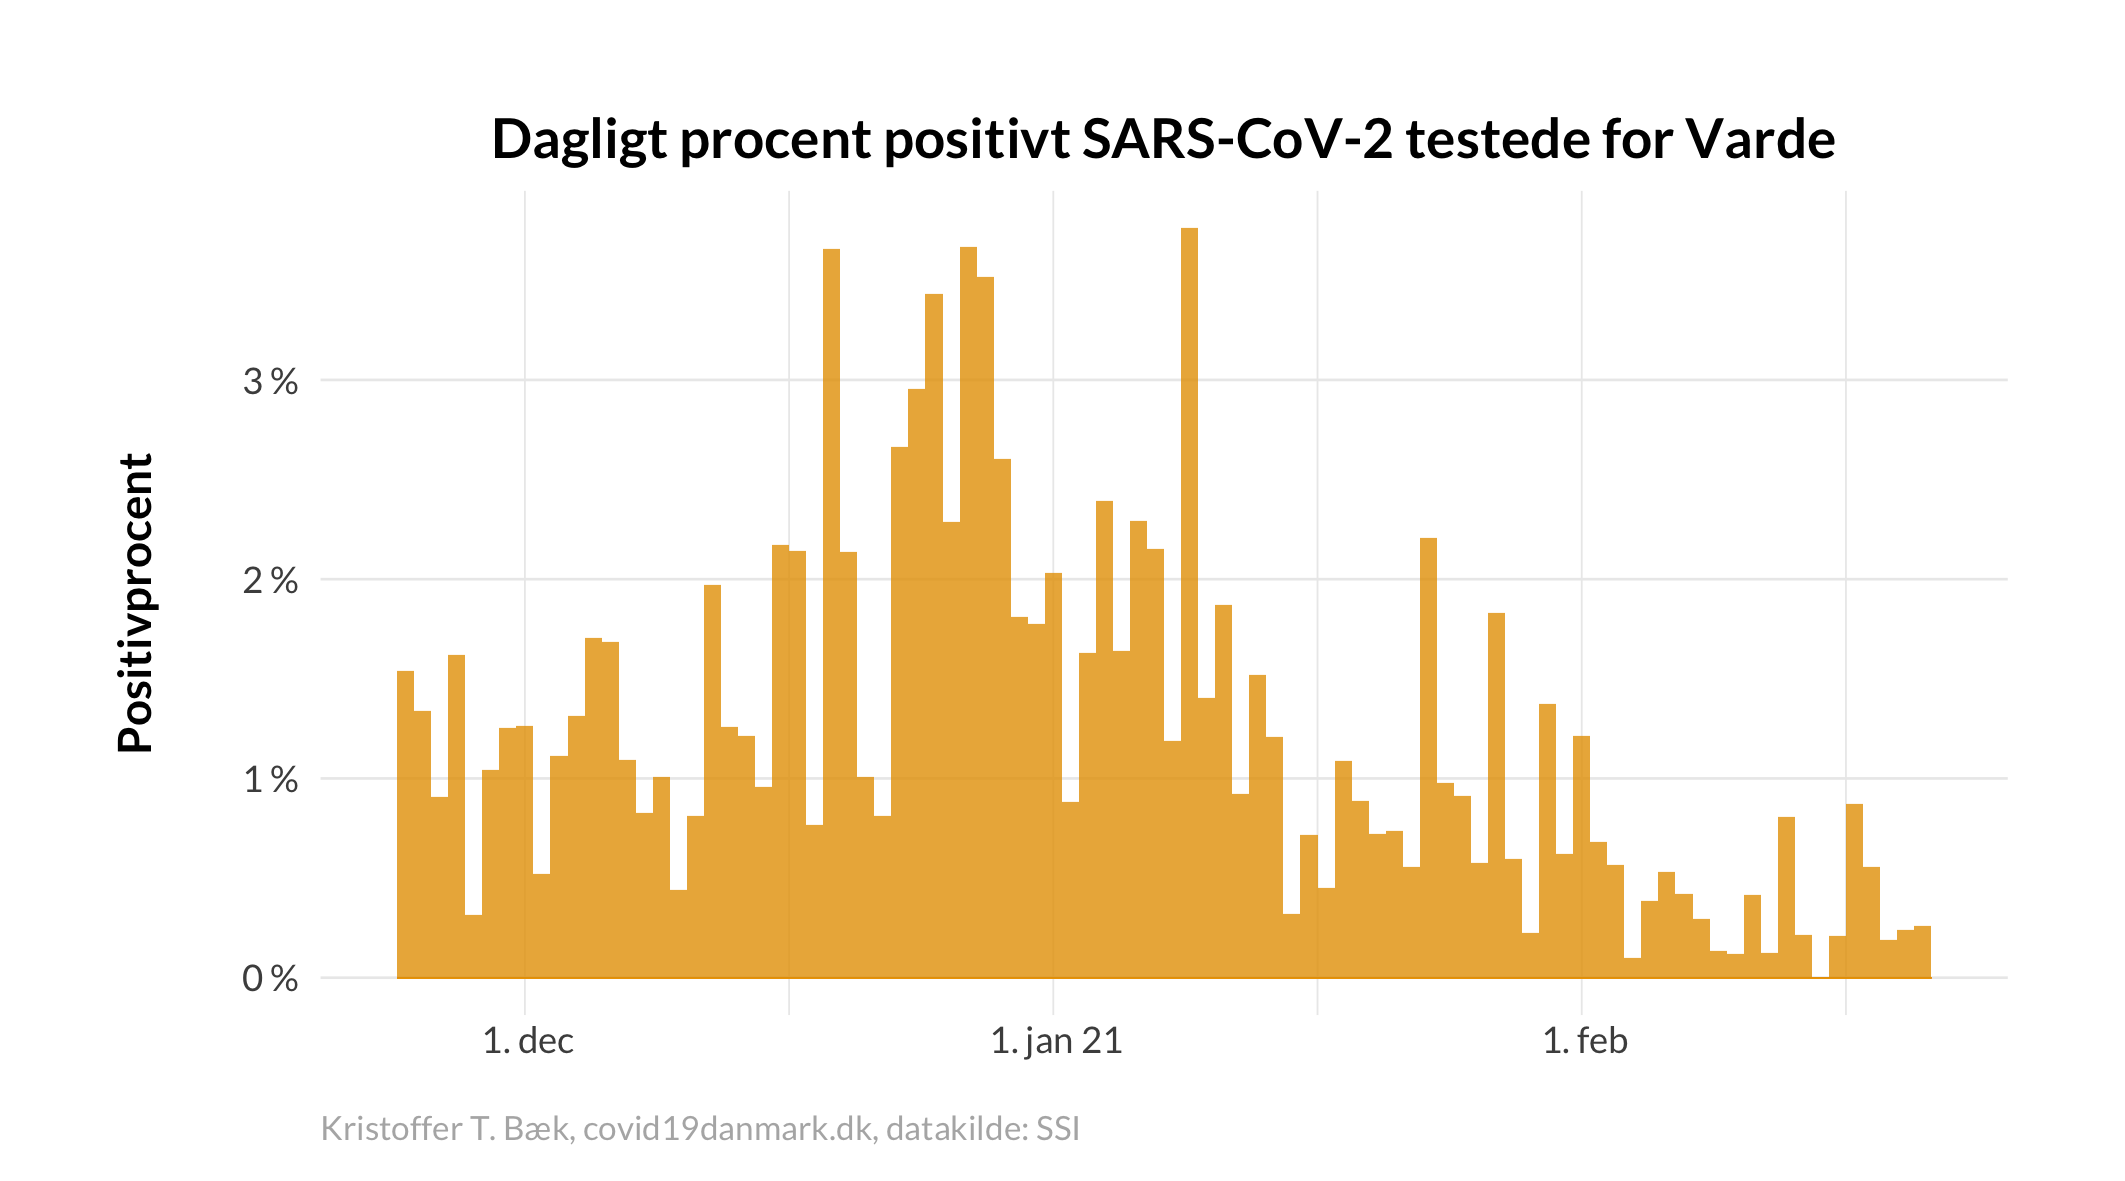 Dagligt procent positivt SARS-CoV-2 testede for Varde
Positivprocent
3 %
2 %
1 %
0 %
1. dec
1. jan 21
1. feb
Kristoffer T. Bæk, covid19danmark.dk, datakilde: SSI